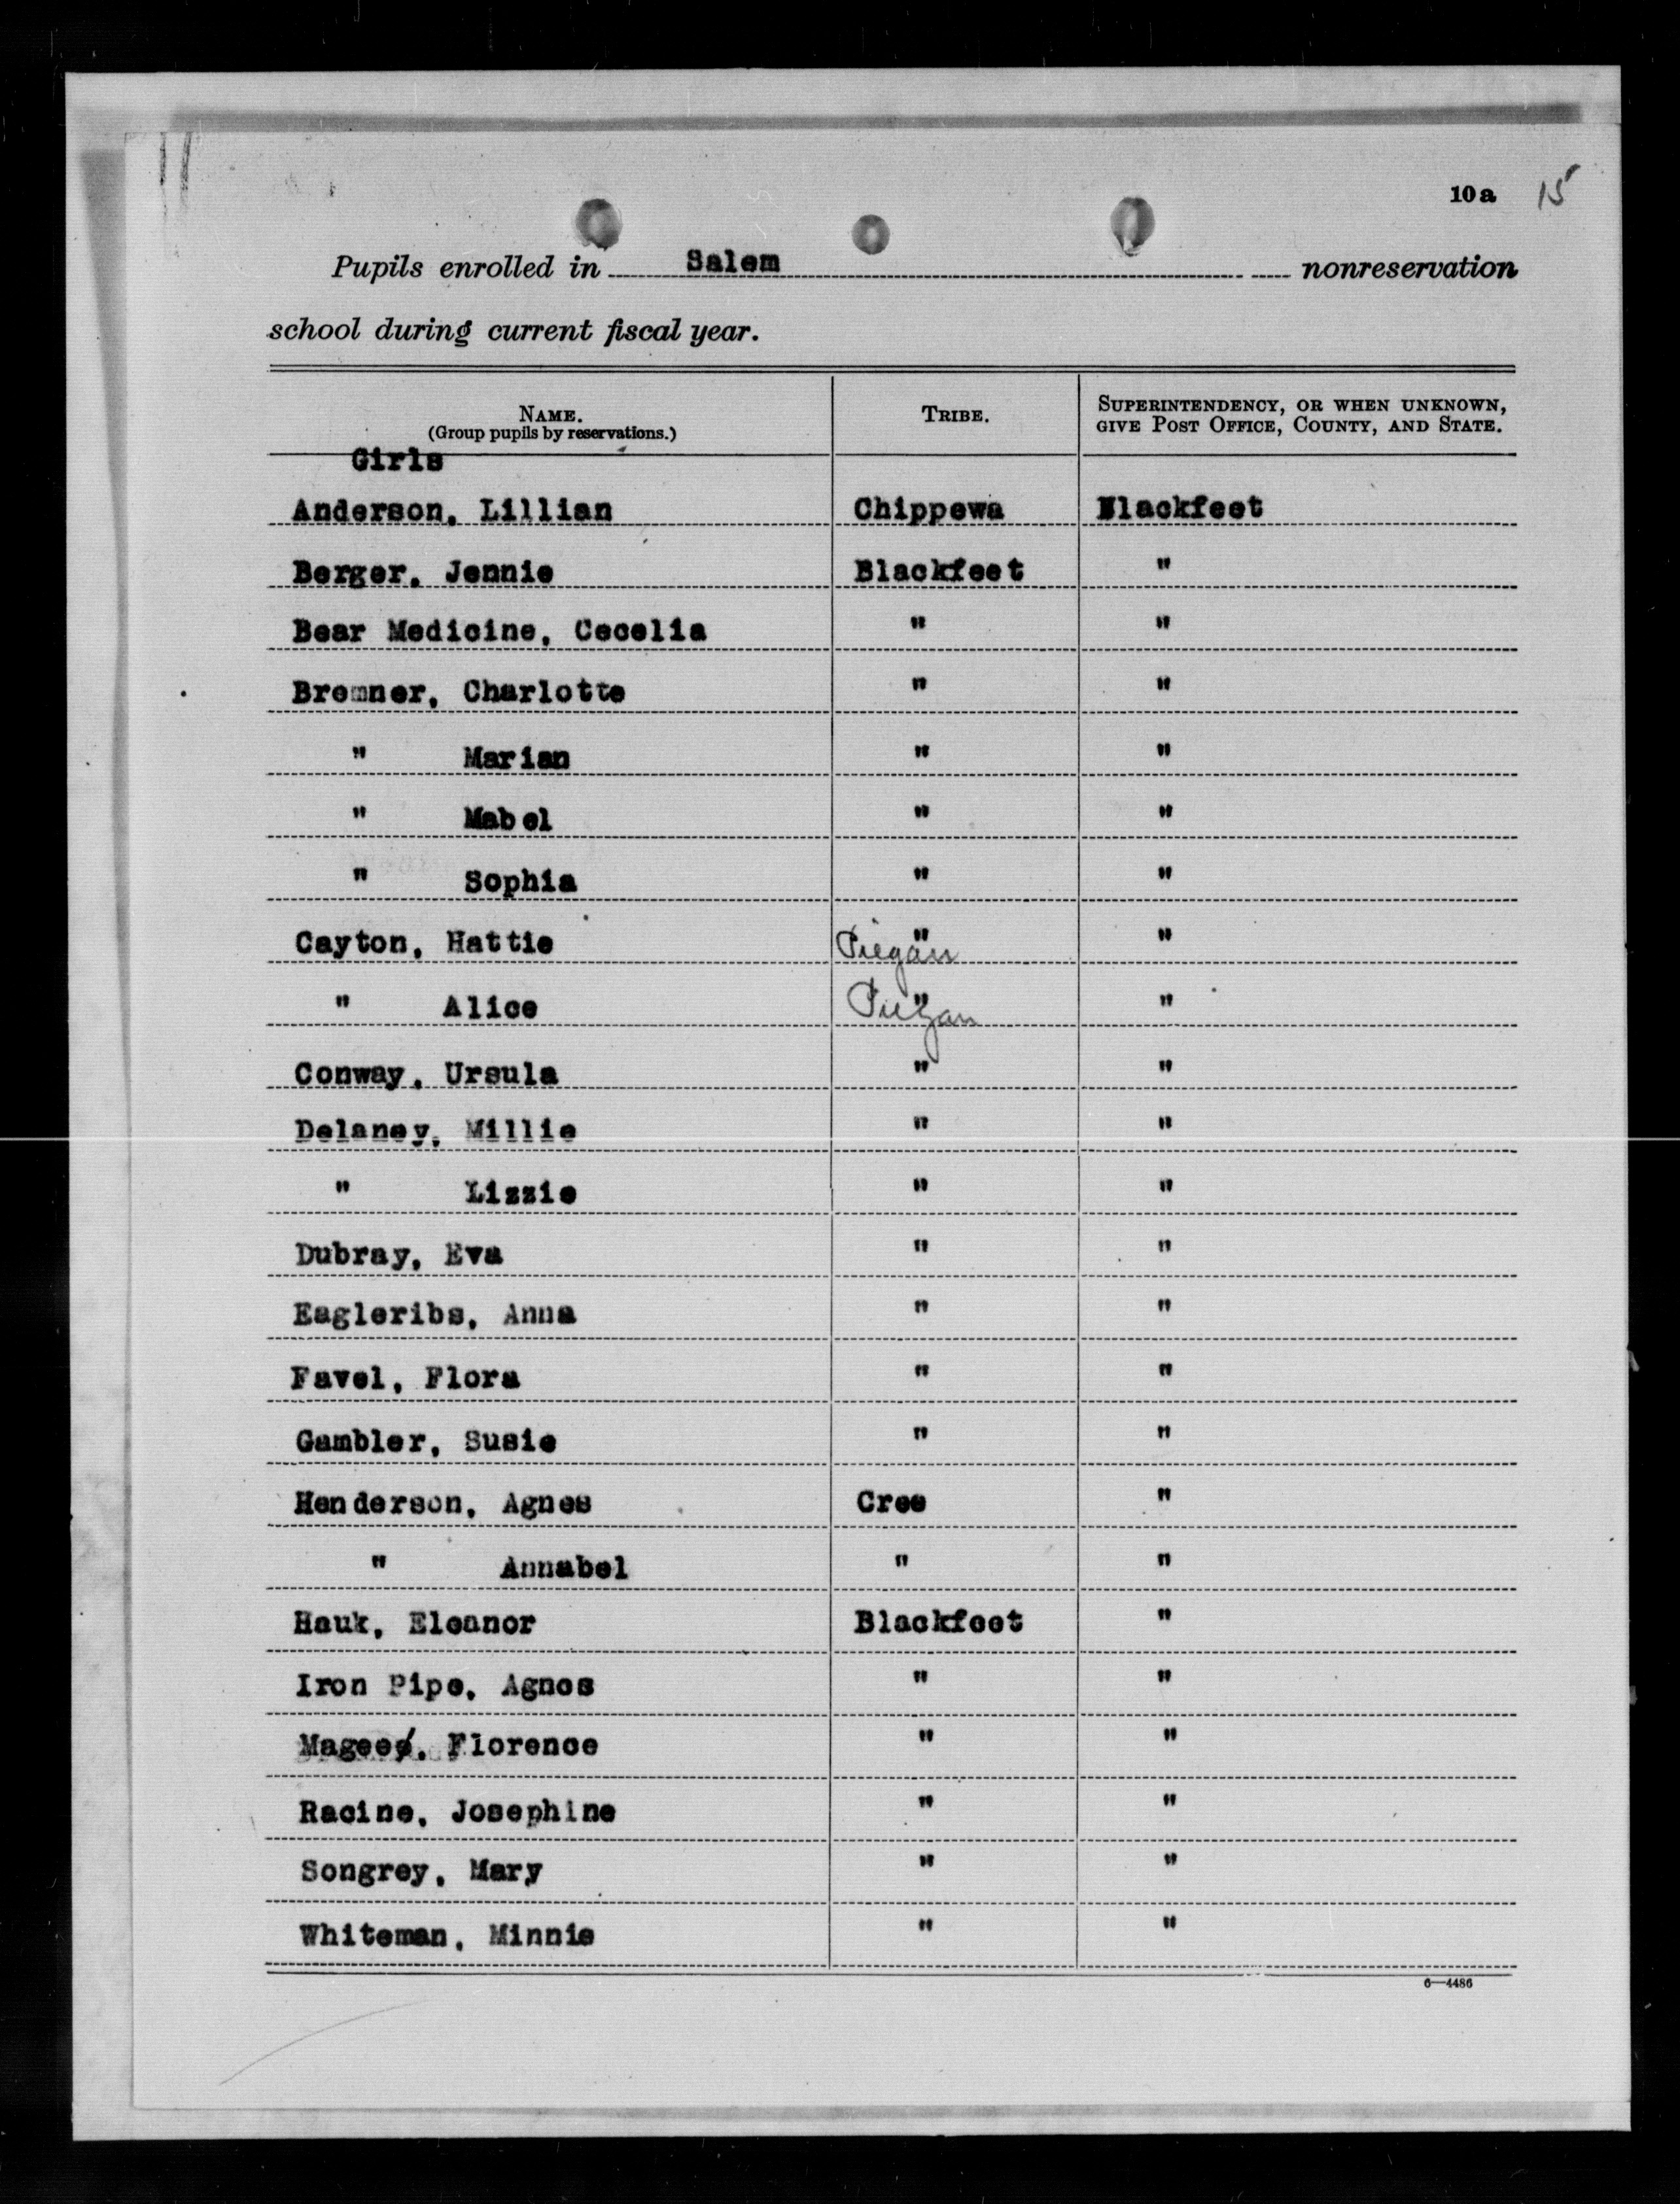 10a 15
Pupils enrolled in Salem nonreservation
school during current fiscal year.
NAME. TRIBE. SUPERINTENDENCY, OR WHEN UNKNOWN,
(Group pupils by reservations.) GIVE POST OFFICE, COUNTY, AND STATE.
Girls
Anderson, Lillian Chippewa Blackfeet
Berger, Jennie Blackfeet "
Bear Medicine, Cecelia " "
Bremner, Charlotte " "
" Marian " "
" Mabel " "
" Sophia " "
Cayton, Hattie " Piegan "
" Alice " Piegan "
Conway, Ursula " "
Delaney, Millie " "
" Lizzie " "
Dubray, Eva " "
Eagleribs, Anna " "
Favel, Flora " "
Gambler, Susie " "
Henderson, Agnes Cree "
" Annabel " "
Hauk, Eleanor Blackfeet "
Iron Pipe, Agnes " "
Magee, Florence " "
Racine, Josephine " "
Songrey, Mary " "
Whiteman, Minnie " "
6—4486